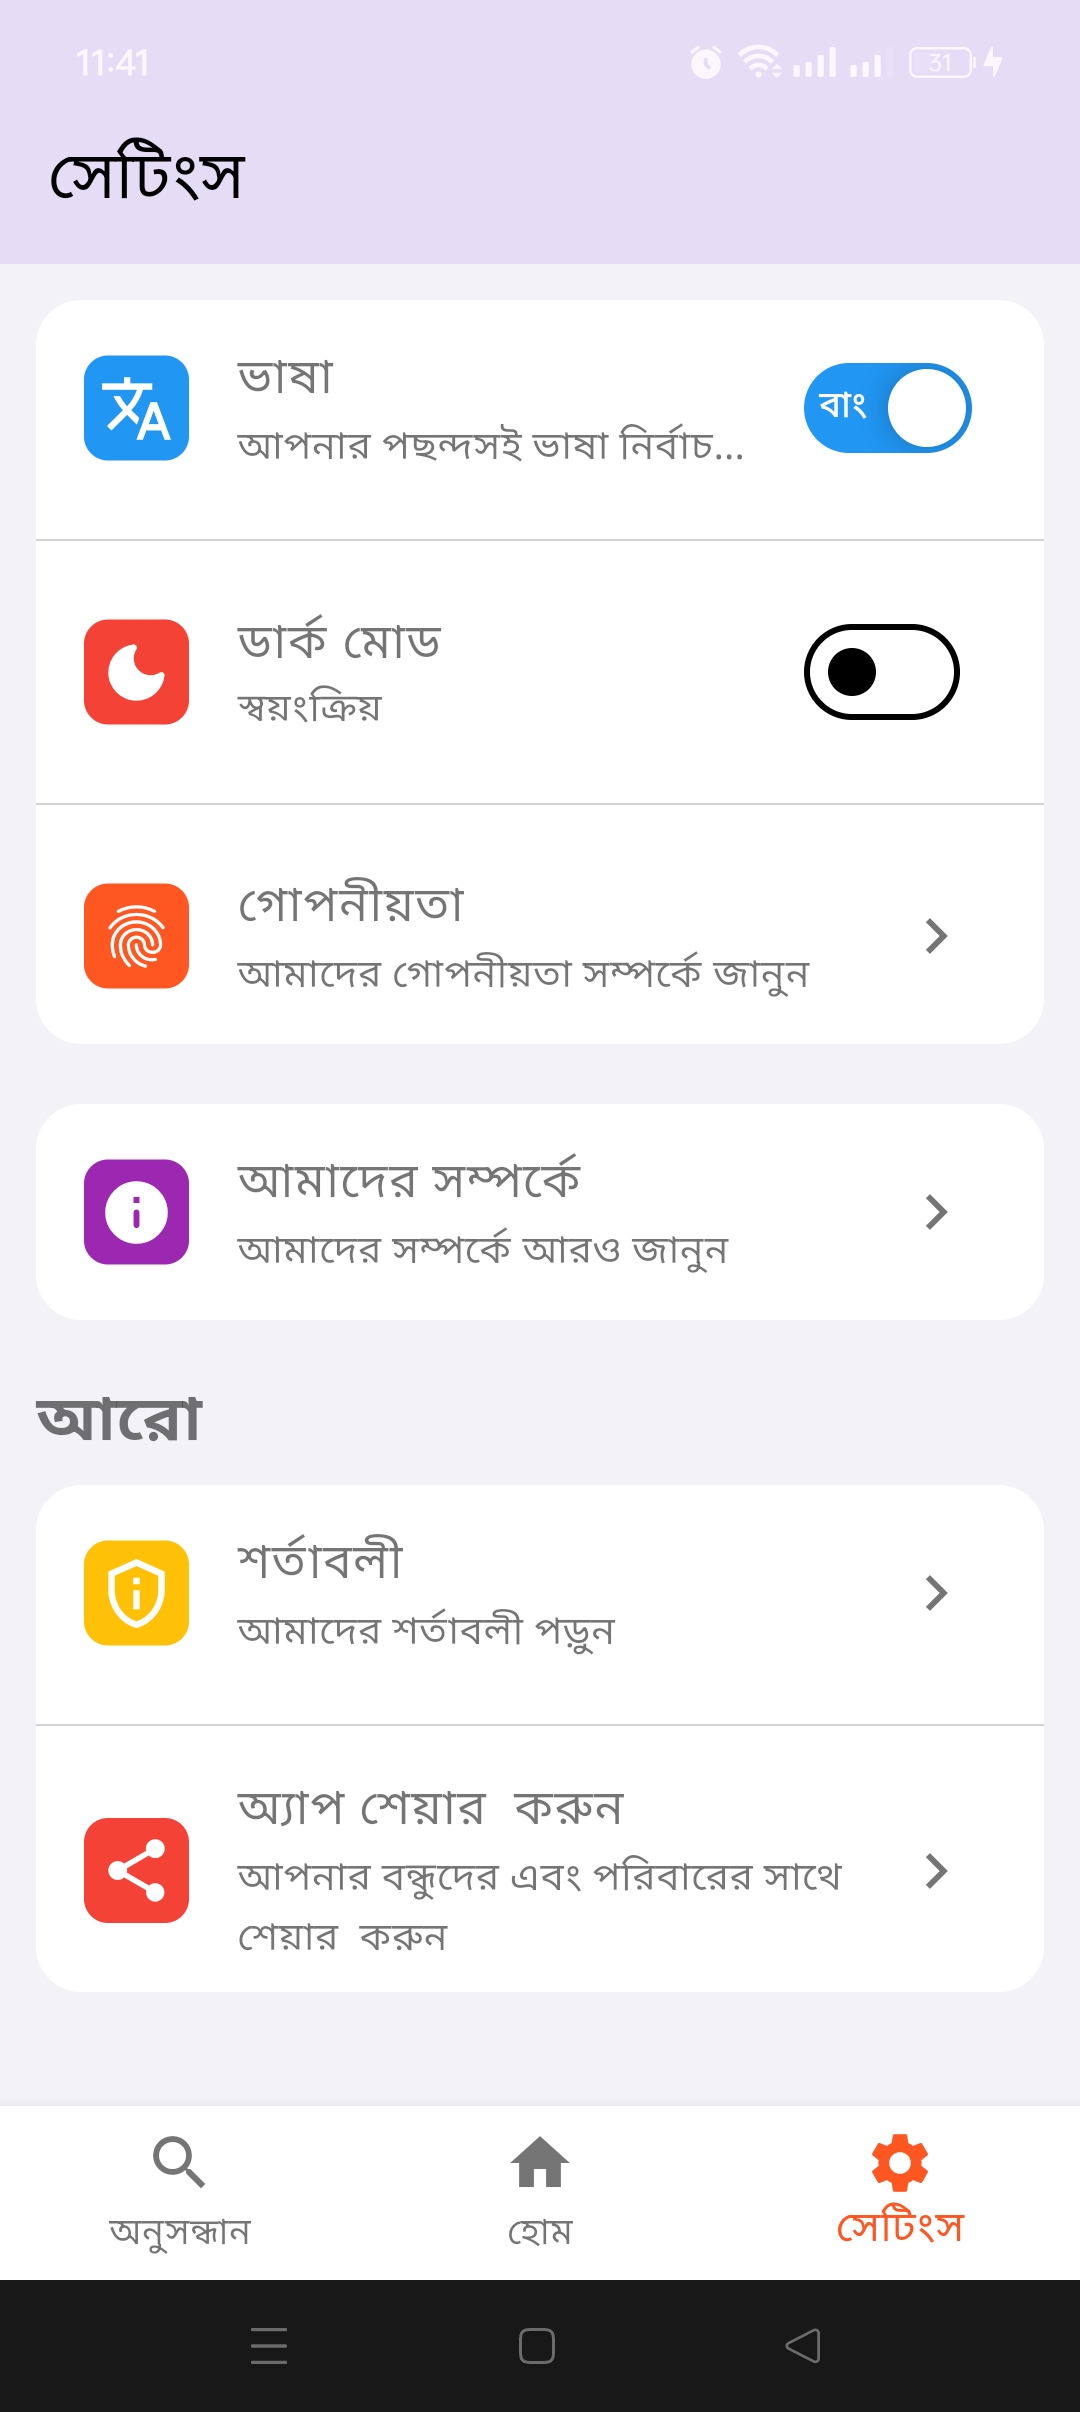 11:41
31
সেটিংস
ভাষা
আপনার পছন্দসই ভাষা নির্বাচ...
বাং
ডার্ক মোড
স্বয়ংক্রিয়
গোপনীয়তা
আমাদের গোপনীয়তা সম্পর্কে জানুন
আমাদের সম্পর্কে
আমাদের সম্পর্কে আরও জানুন
আরো
শর্তাবলী
আমাদের শর্তাবলী পড়ুন
অ্যাপ শেয়ার করুন
আপনার বন্ধুদের এবং পরিবারের সাথে
শেয়ার করুন
অনুসন্ধান
হোম
সেটিংস